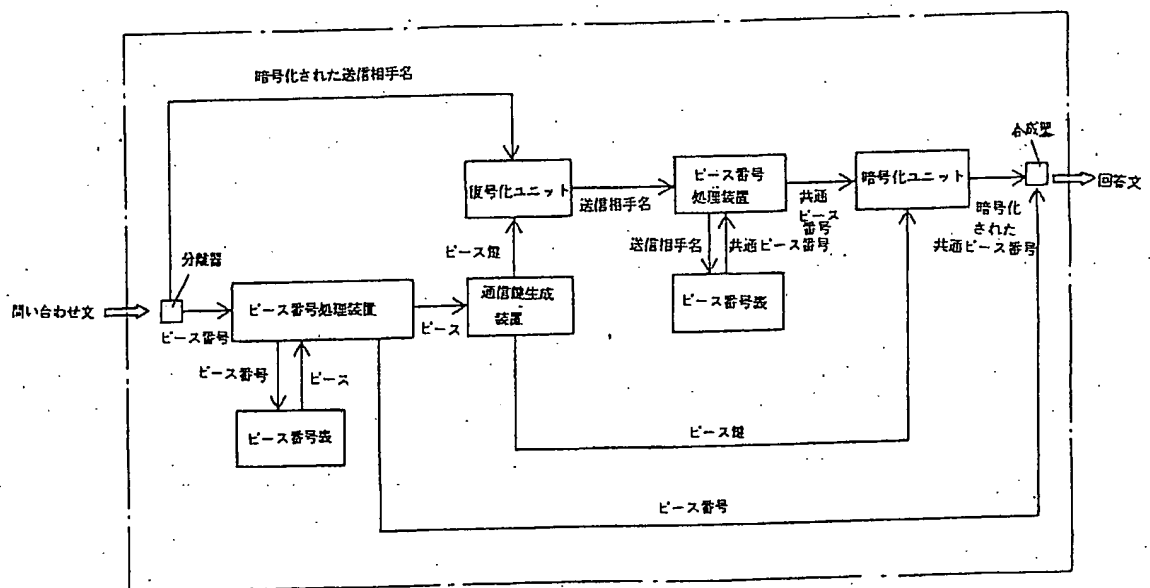 暗号化された送信相手名
合成器
復号化ユニット
ピース番号
処理装置
暗号化ユニット
回答文
送信相手名
共通
ピース
番号
暗号化
された
共通ピース番号
ピース鍵
送信相手名
共通ピース番号
分離器
問い合わせ文
ピース番号
ピース番号処理装置
ピース
通信鍵生成
装置
ピース番号表
ピース番号
ピース
ピース番号表
ピース鍵
ピース番号